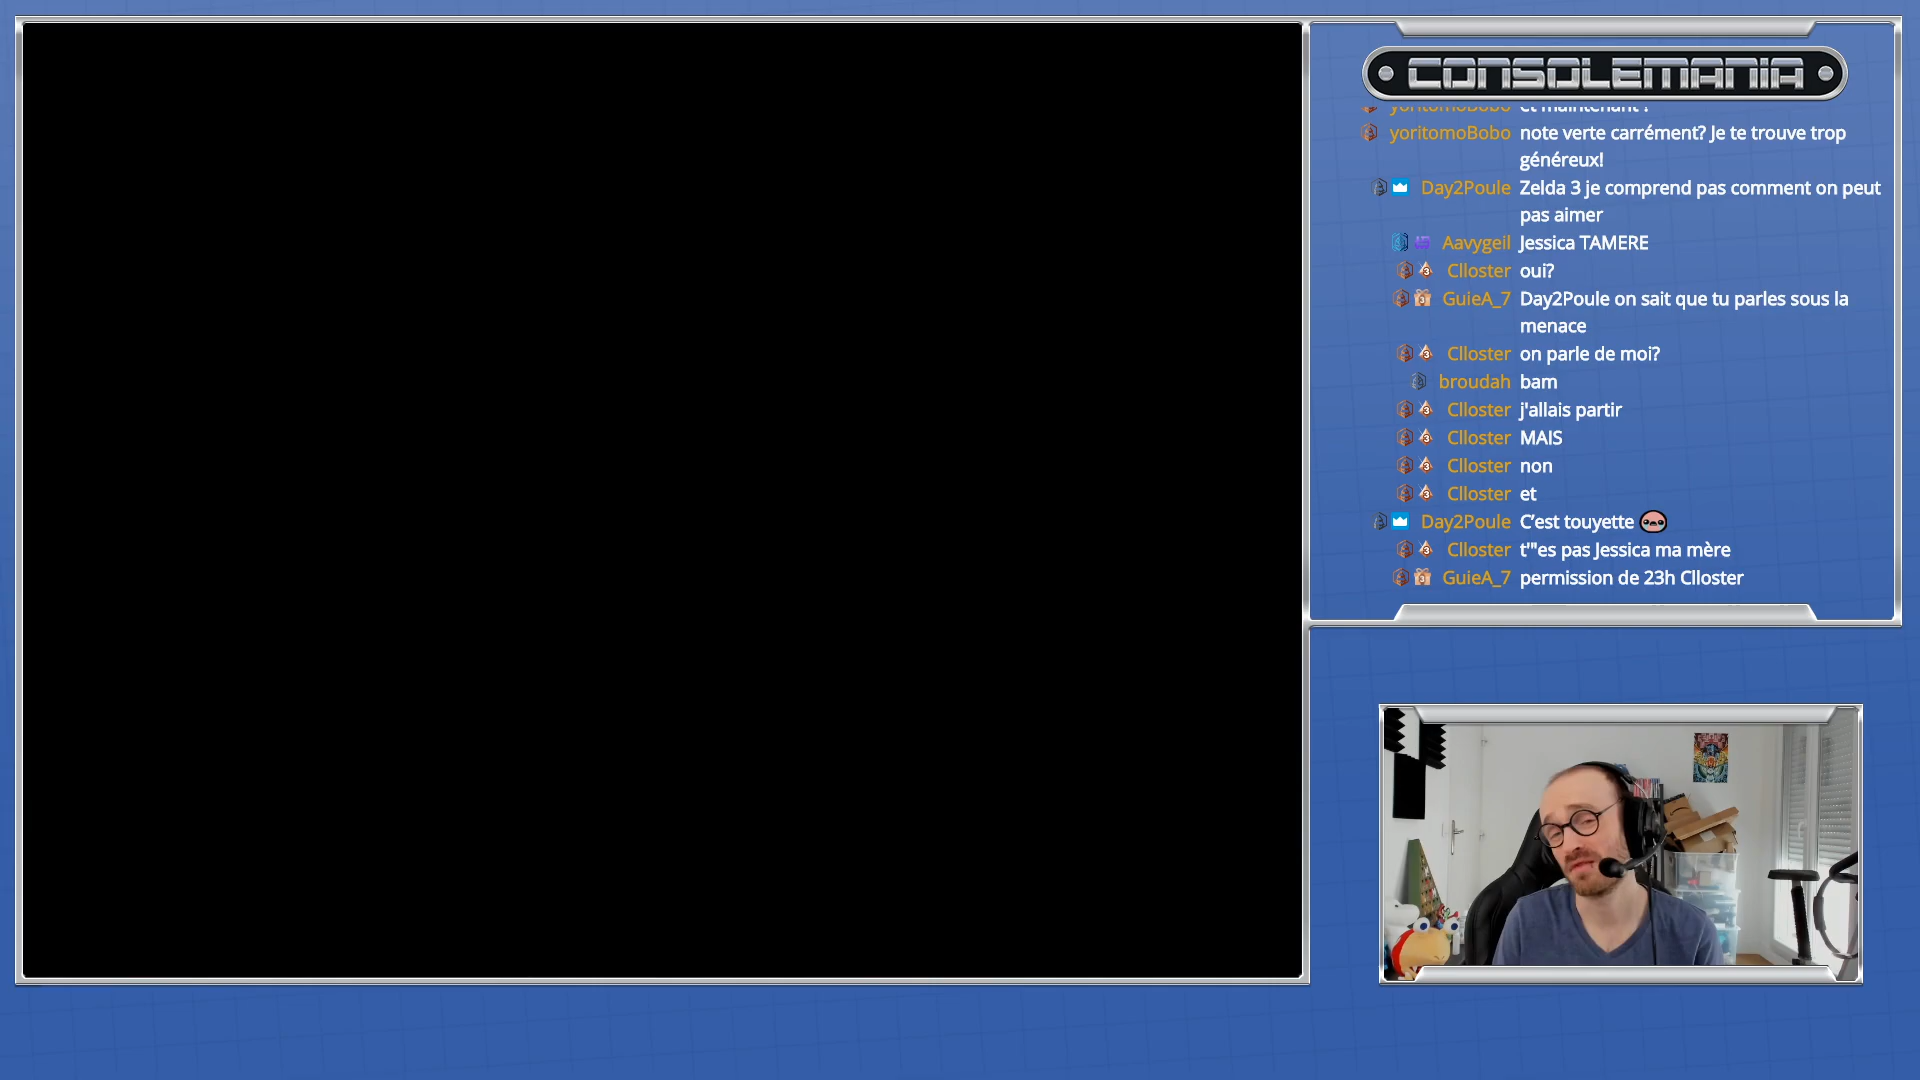 CONSOLEMANIA
yoritomoBobo et maintenant ?
yoritomoBobo note verte carrément? Je te trouve trop
généreux!
Day2Poule Zelda 3 je comprend pas comment on peut
pas aimer
Aavygeil Jessica TAMERE
Clloster oui?
GuieA_7 Day2Poule on sait que tu parles sous la
menace
Clloster on parle de moi?
broudah bam
Clloster j'allais partir
Clloster MAIS
Clloster non
Clloster et
Day2Poule C’est touyette
Clloster t'"es pas Jessica ma mère
GuieA_7 permission de 23h Clloster